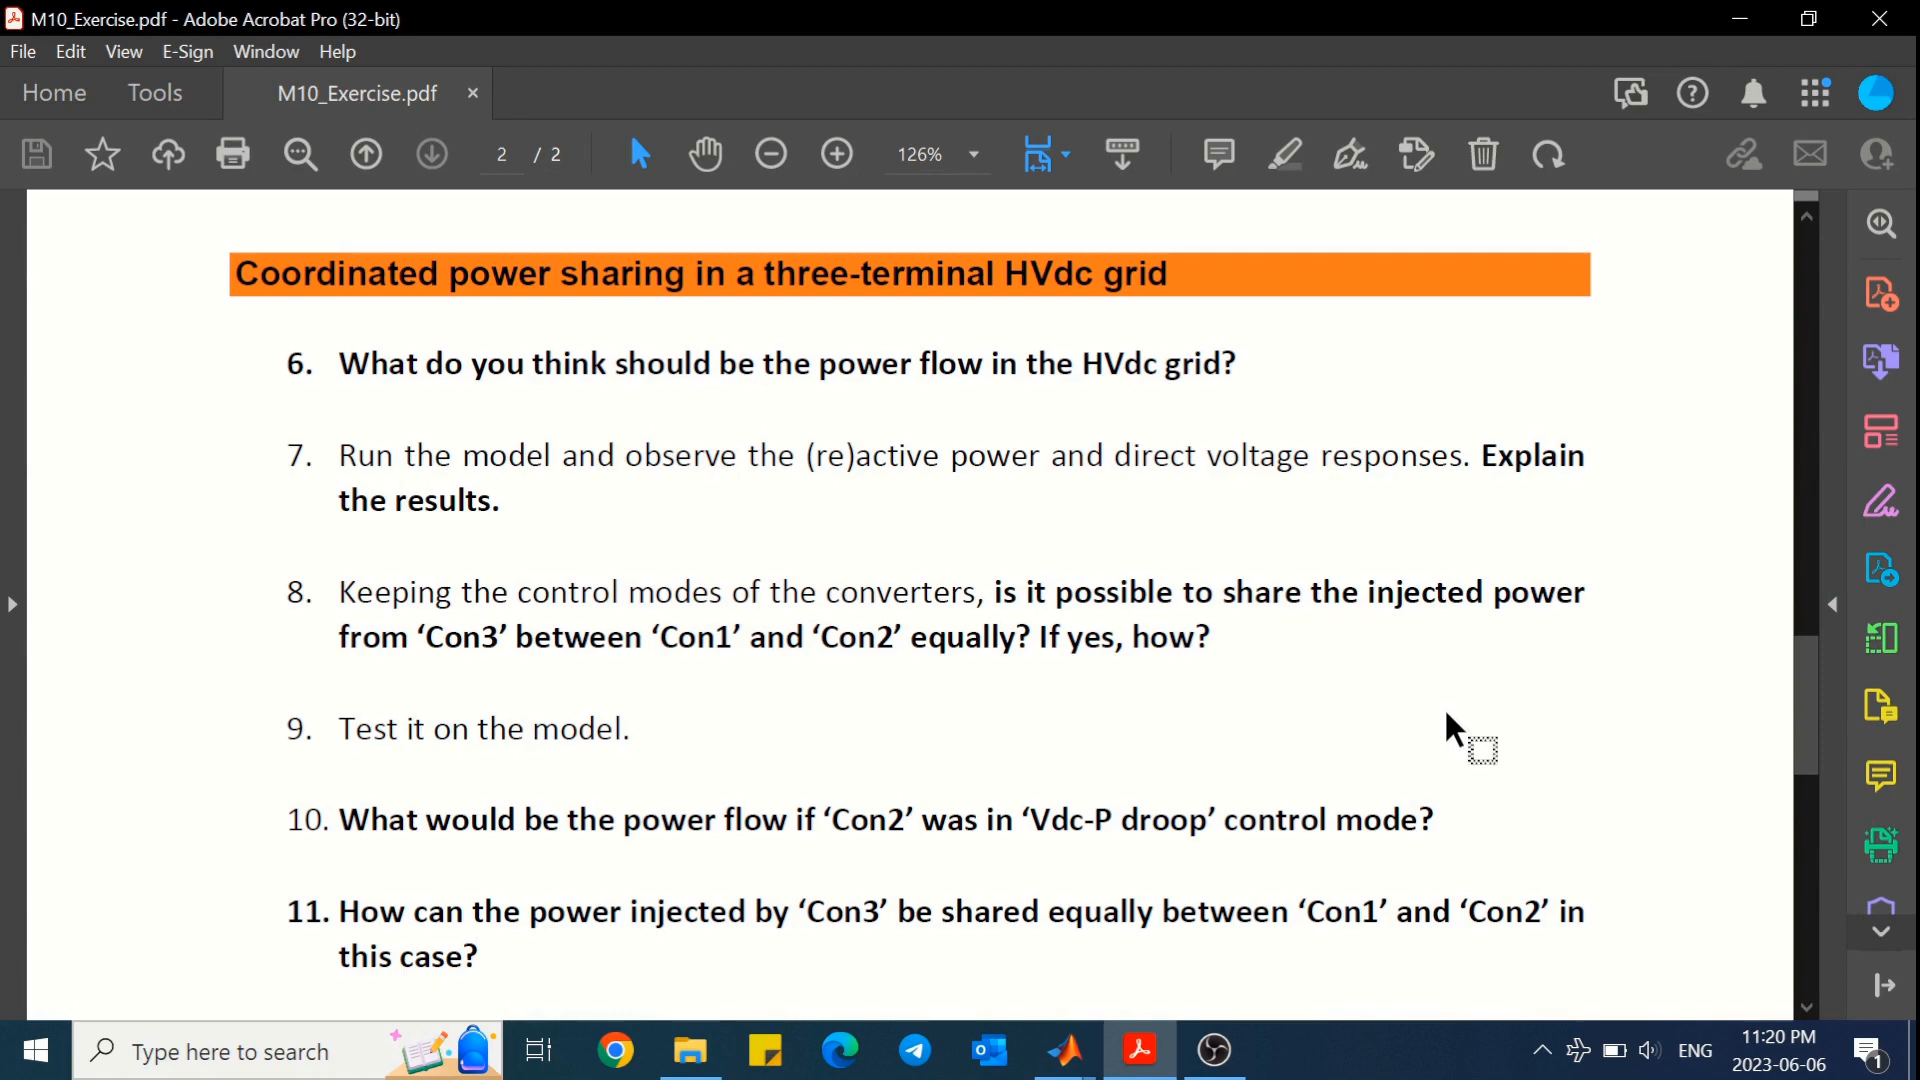 M10_Exercise.pdf - Adobe Acrobat Pro (32-bit)
File Edit View E-Sign Window Help
Home Tools M10_Exercise.pdf ×
2 / 2 126%
Coordinated power sharing in a three-terminal HVdc grid
6. What do you think should be the power flow in the HVdc grid?
7. Run the model and observe the (re)active power and direct voltage responses. Explain
the results.
8. Keeping the control modes of the converters, is it possible to share the injected power
from ‘Con3’ between ‘Con1’ and ‘Con2’ equally? If yes, how?
9. Test it on the model.
10. What would be the power flow if ‘Con2’ was in ‘Vdc-P droop’ control mode?
11. How can the power injected by ‘Con3’ be shared equally between ‘Con1’ and ‘Con2’ in
this case?
Type here to search
ENG
11:20 PM
2023-06-06
1